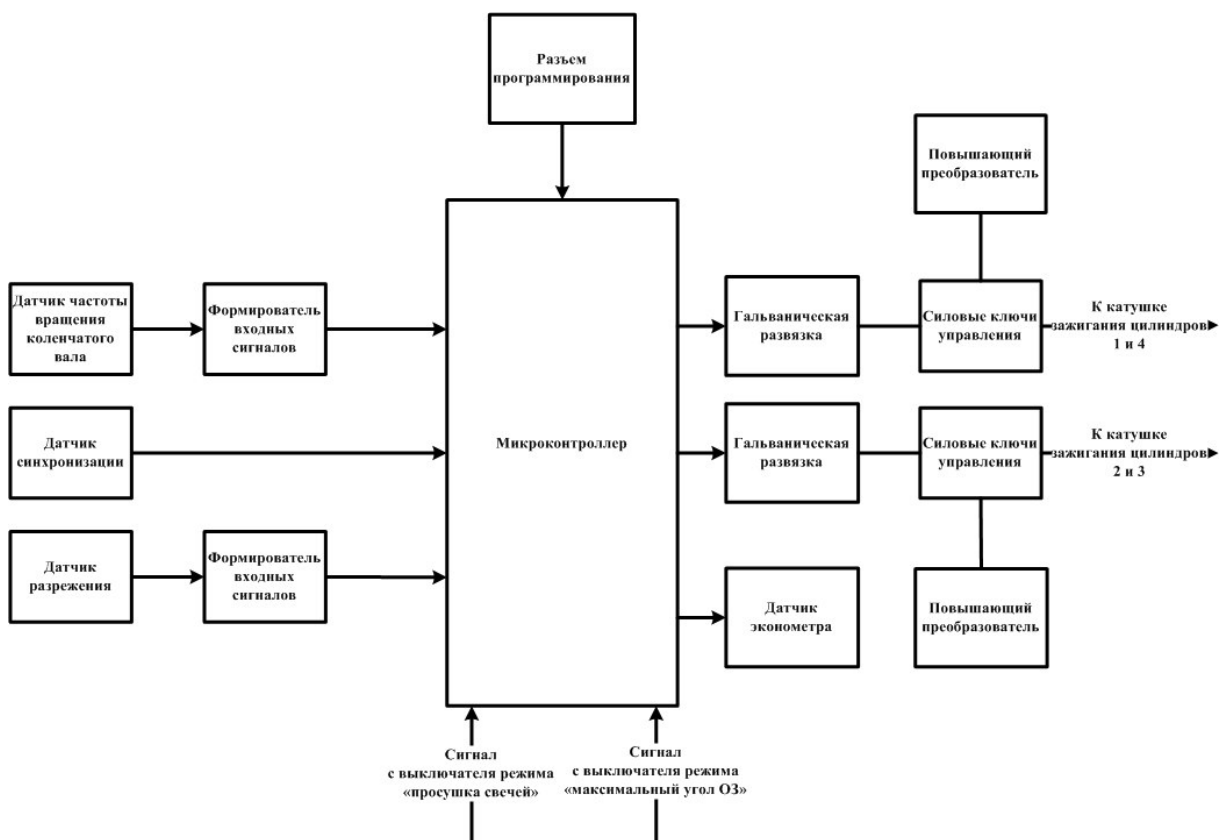 Разъем
программирования
Повышающий
преобразователь
Датчик частоты
вращения
коленчатого
вала
Формирователь
входных
сигналов
Гальваническая
развязка
Силовые ключи
управления
К катушке
зажигания цилиндров
1 и 4
Датчик
синхронизации
Микроконтроллер
Гальваническая
развязка
Силовые ключи
управления
К катушке
зажигания цилиндров
2 и 3
Датчик
разрежения
Формирователь
входных
сигналов
Датчик
эконометра
Повышающий
преобразователь
Сигнал
с выключателя режима
«просушка свечей»
Сигнал
с выключателя режима
«максимальный угол ОЗ»